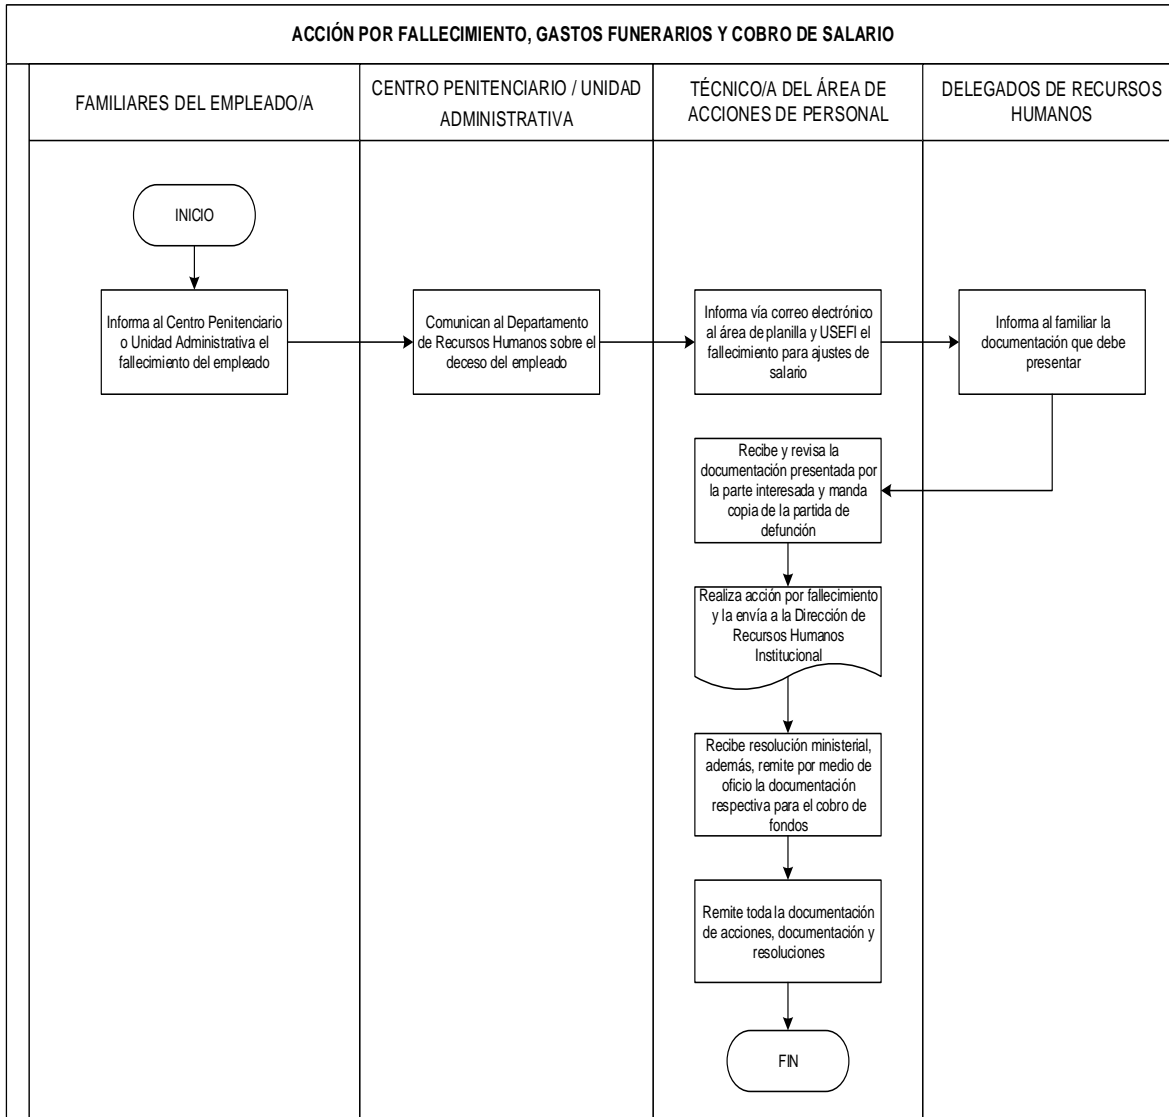 ACCIÓN POR FALLECIMIENTO, GASTOS FUNERARIOS Y COBRO DE SALARIO
FAMILIARES DEL EMPLEADO/A
CENTRO PENITENCIARIO / UNIDAD
ADMINISTRATIVA
TÉCNICO/A DEL ÁREA DE
ACCIONES DE PERSONAL
DELEGADOS DE RECURSOS
HUMANOS
INICIO
Informa al Centro Penitenciario
o Unidad Administrativa el
fallecimiento del empleado
Comunican al Departamento
de Recursos Humanos sobre el
deceso del empleado
Informa vía correo electrónico
al área de planilla y USEFI el
fallecimiento para ajustes de
salario
Informa al familiar la
documentación que debe
presentar
Recibe y revisa la
documentación presentada por
la parte interesada y manda
copia de la partida de
defunción
Realiza acción por fallecimiento
y la envía a la Dirección de
Recursos Humanos
Institucional
Recibe resolución ministerial,
además, remite por medio de
oficio la documentación
respectiva para el cobro de
fondos
Remite toda la documentación
de acciones, documentación y
resoluciones
FIN